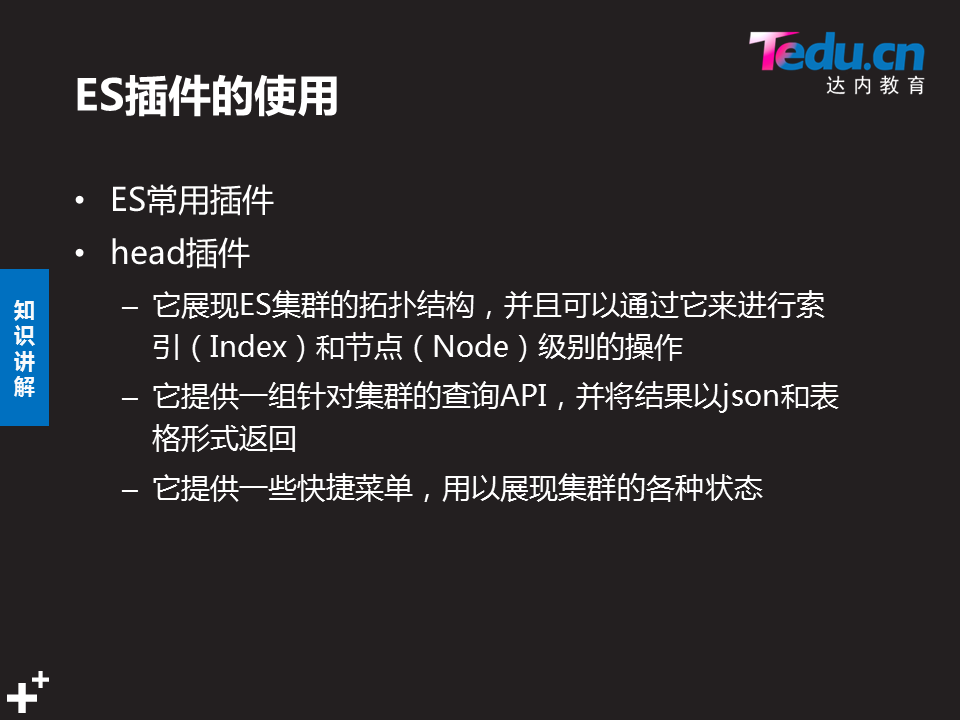 Tedu.cn
达内教育
ES插件的使用
• ES常用插件
• head插件
– 它展现ES集群的拓扑结构，并且可以通过它来进行索
引（Index）和节点（Node）级别的操作
– 它提供一组针对集群的查询API，并将结果以json和表
格形式返回
– 它提供一些快捷菜单，用以展现集群的各种状态
知
识
讲
解